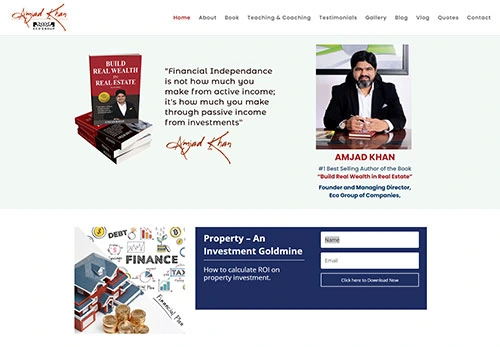 Amjad Khan
ECO GROUP
Home About Book Teaching & Coaching Testimonials Gallery Blog Vlog Quotes Contact
BUILD
REAL WEALTH
IN
REAL ESTATE
"Financial Independance
is not how much you
make from active income;
it's how much you make
through passive income
from investments"
Amjad Khan
AMJAD KHAN
#1 Best Selling Author of the Book
"Build Real Wealth in Real Estate"
Founder and Managing Director,
Eco Group of Companies,
DEBT
FINANCE
TAX
Financial Plan
Property – An
Investment Goldmine
How to calculate ROI on
property investment.
Name
Email
Click here to Download Now